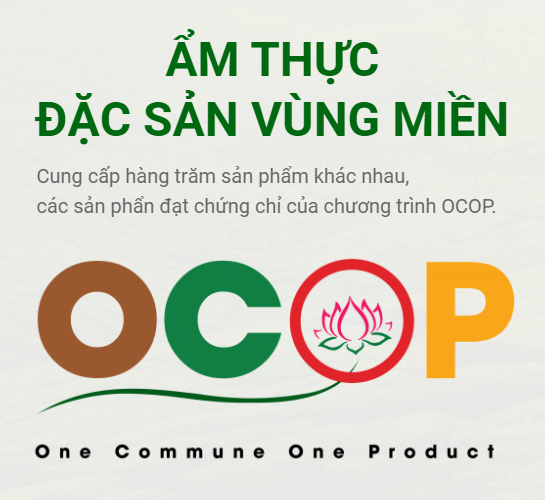 ẨM THỰC
ĐẶC SẢN VÙNG MIỀN
Cung cấp hàng trăm sản phẩm khác nhau,
các sản phẩn đạt chứng chỉ của chương trình OCOP.
OCOP
One Commune One Product